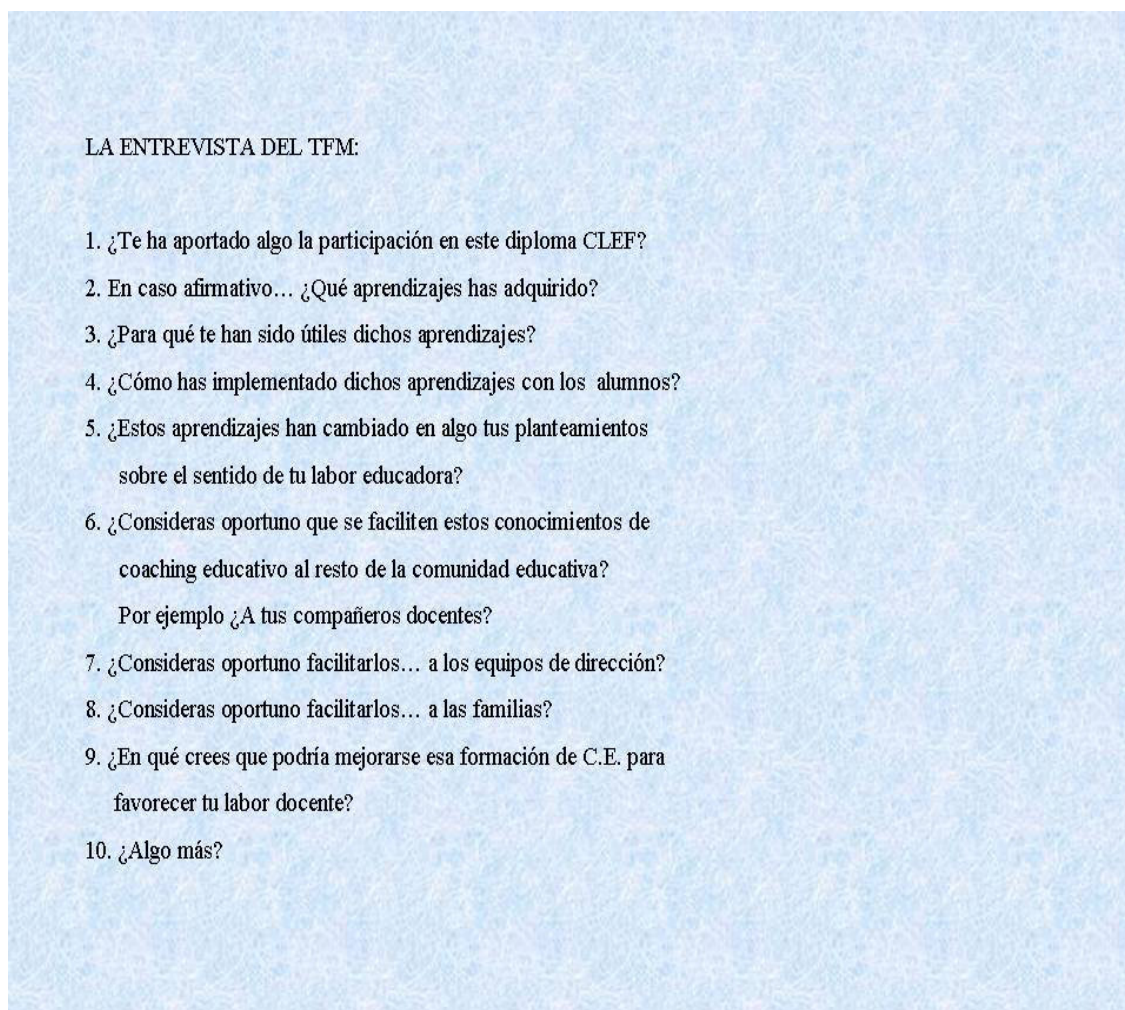 LA ENTREVISTA DEL TFM:
1. ¿Te ha aportado algo la participación en este diploma CLEF?
2. En caso afirmativo… ¿Qué aprendizajes has adquirido?
3. ¿Para qué te han sido útiles dichos aprendizajes?
4. ¿Cómo has implementado dichos aprendizajes con los alumnos?
5. ¿Estos aprendizajes han cambiado en algo tus planteamientos
sobre el sentido de tu labor educadora?
6. ¿Consideras oportuno que se faciliten estos conocimientos de
coaching educativo al resto de la comunidad educativa?
Por ejemplo ¿A tus compañeros docentes?
7. ¿Consideras oportuno facilitarlos… a los equipos de dirección?
8. ¿Consideras oportuno facilitarlos… a las familias?
9. ¿En qué crees que podría mejorarse esa formación de C.E. para
favorecer tu labor docente?
10. ¿Algo más?